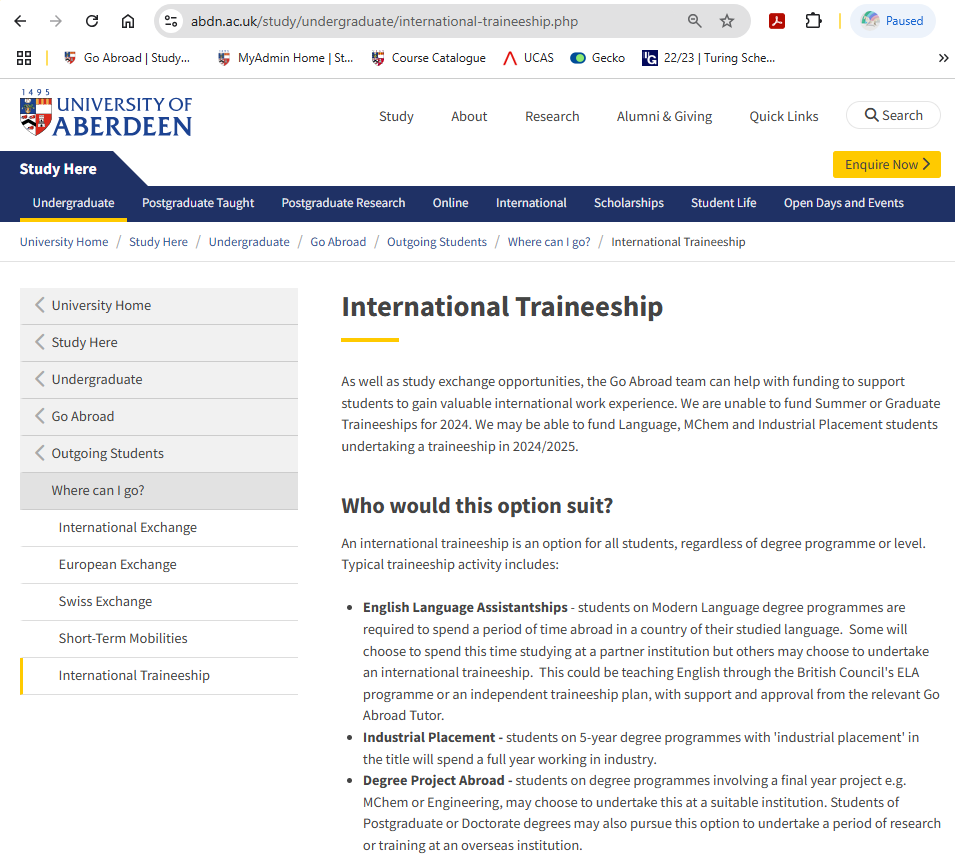 abdn.ac.uk/study/undergraduate/international-traineeship.php
Paused
Go Abroad | Study...
MyAdmin Home | St...
Course Catalogue
UCAS
Gecko
UG
22/23 | Turing Sche...
1495
UNIVERSITY OF
ABERDEEN
Study
About
Research
Alumni & Giving
Quick Links
Search
Study Here
Enquire Now
Undergraduate
Postgraduate Taught
Postgraduate Research
Online
International
Scholarships
Student Life
Open Days and Events
University Home / Study Here / Undergraduate / Go Abroad / Outgoing Students / Where can I go? / International Traineeship
University Home
Study Here
Undergraduate
Go Abroad
Outgoing Students
Where can I go?
International Exchange
European Exchange
Swiss Exchange
Short-Term Mobilities
International Traineeship
International Traineeship
As well as study exchange opportunities, the Go Abroad team can help with funding to support
students to gain valuable international work experience. We are unable to fund Summer or Graduate
Traineeships for 2024. We may be able to fund Language, MChem and Industrial Placement students
undertaking a traineeship in 2024/2025.
Who would this option suit?
An international traineeship is an option for all students, regardless of degree programme or level.
Typical traineeship activity includes:
• English Language Assistantships - students on Modern Language degree programmes are
required to spend a period of time abroad in a country of their studied language. Some will
choose to spend this time studying at a partner institution but others may choose to undertake
an international traineeship. This could be teaching English through the British Council's ELA
programme or an independent traineeship plan, with support and approval from the relevant Go
Abroad Tutor.
• Industrial Placement - students on 5-year degree programmes with 'industrial placement' in
the title will spend a full year working in industry.
• Degree Project Abroad - students on degree programmes involving a final year project e.g.
MChem or Engineering, may choose to undertake this at a suitable institution. Students of
Postgraduate or Doctorate degrees may also pursue this option to undertake a period of research
or training at an overseas institution.